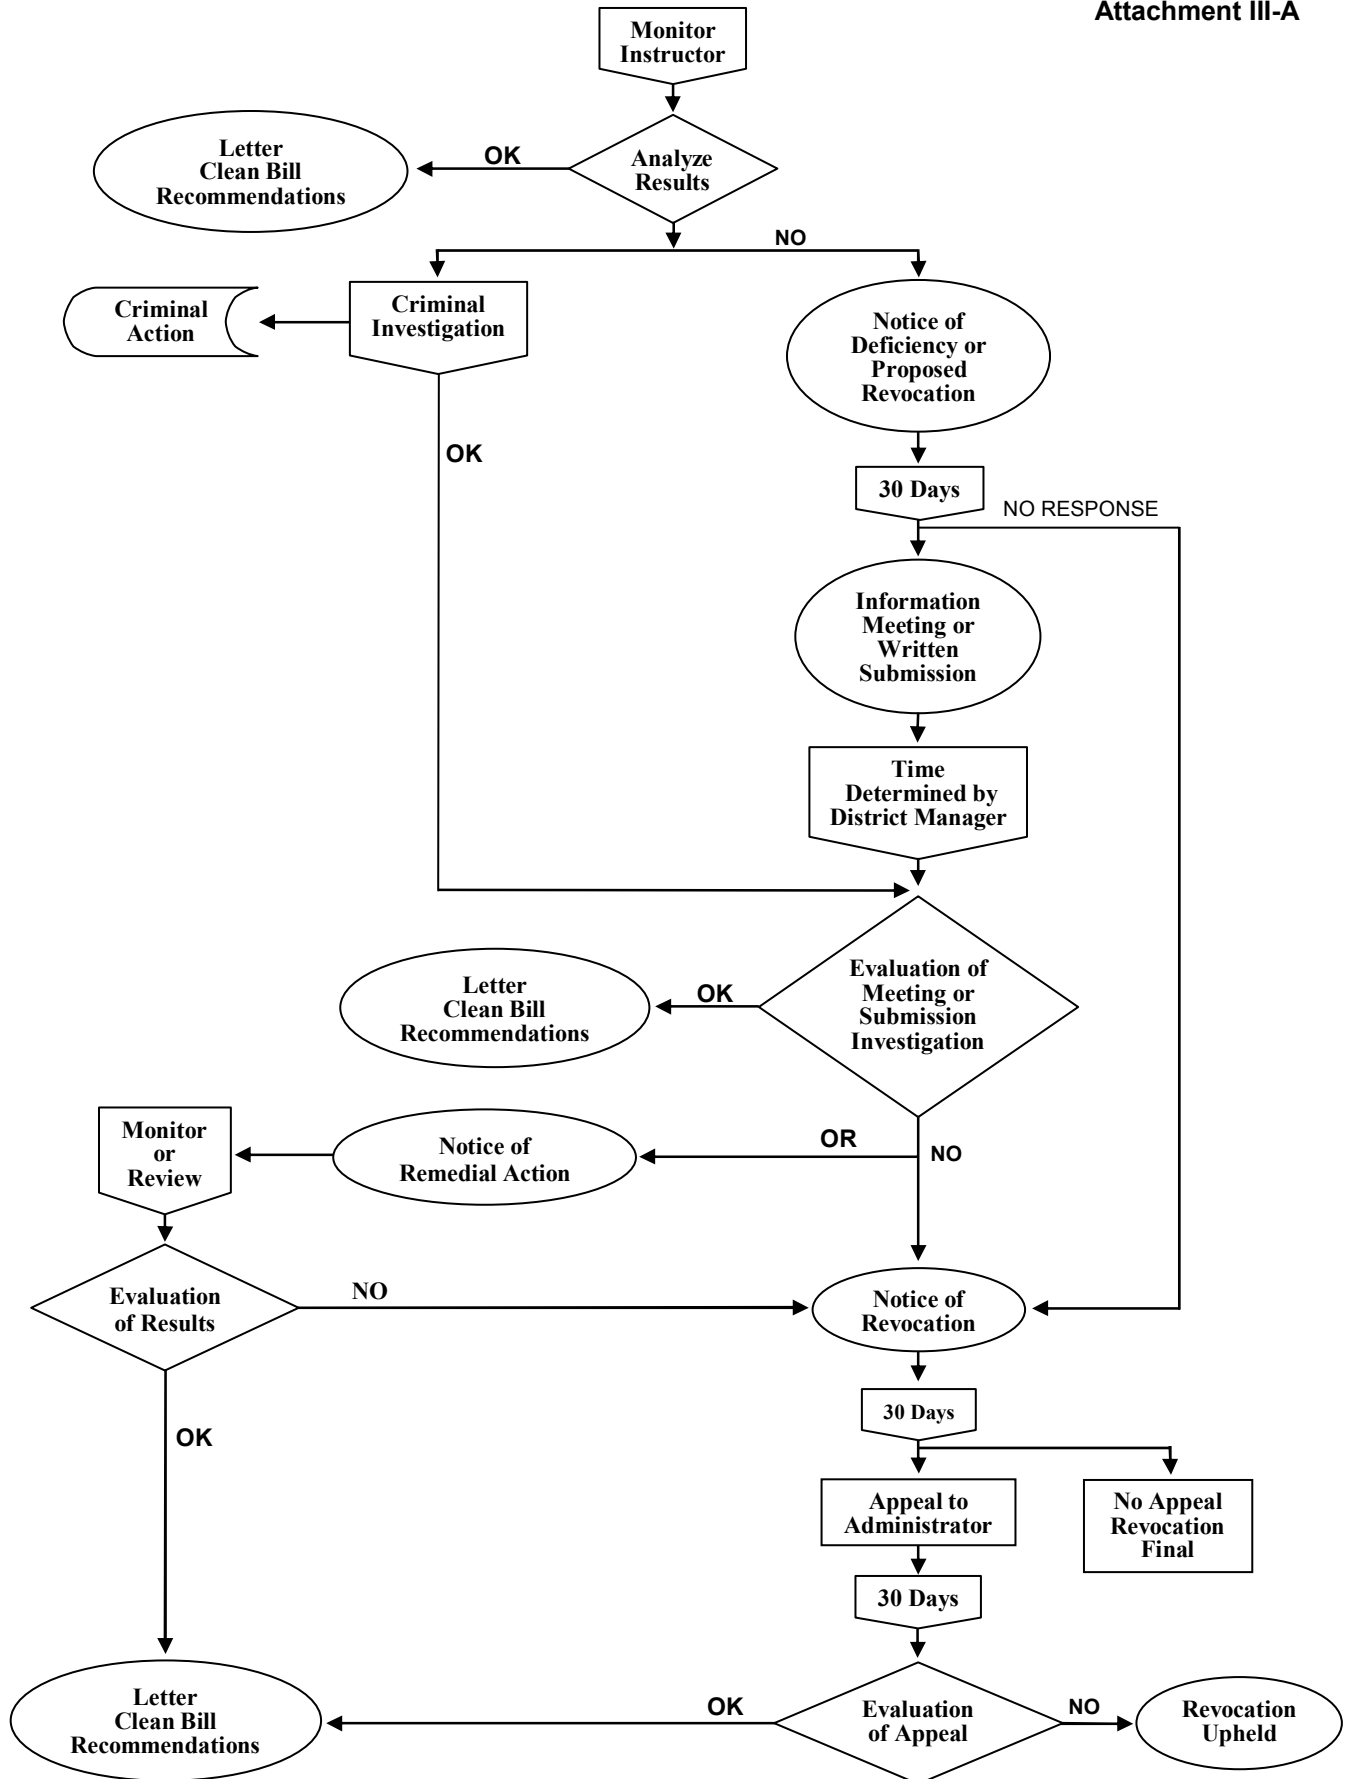 Attachment III-A
Monitor
Instructor
Letter
Clean Bill
Recommendations
OK
Analyze
Results
NO
Criminal
Action
Criminal
Investigation
Notice of
Deficiency or
Proposed
Revocation
OK
30 Days
NO RESPONSE
Information
Meeting or
Written
Submission
Time
Determined by
District Manager
Letter
Clean Bill
Recommendations
OK
Evaluation of
Meeting or
Submission
Investigation
Monitor
or
Review
Notice of
Remedial Action
OR
NO
Evaluation
of Results
NO
Notice of
Revocation
OK
30 Days
Appeal to
Administrator
No Appeal
Revocation
Final
30 Days
Letter
Clean Bill
Recommendations
OK
Evaluation
of Appeal
NO
Revocation
Upheld